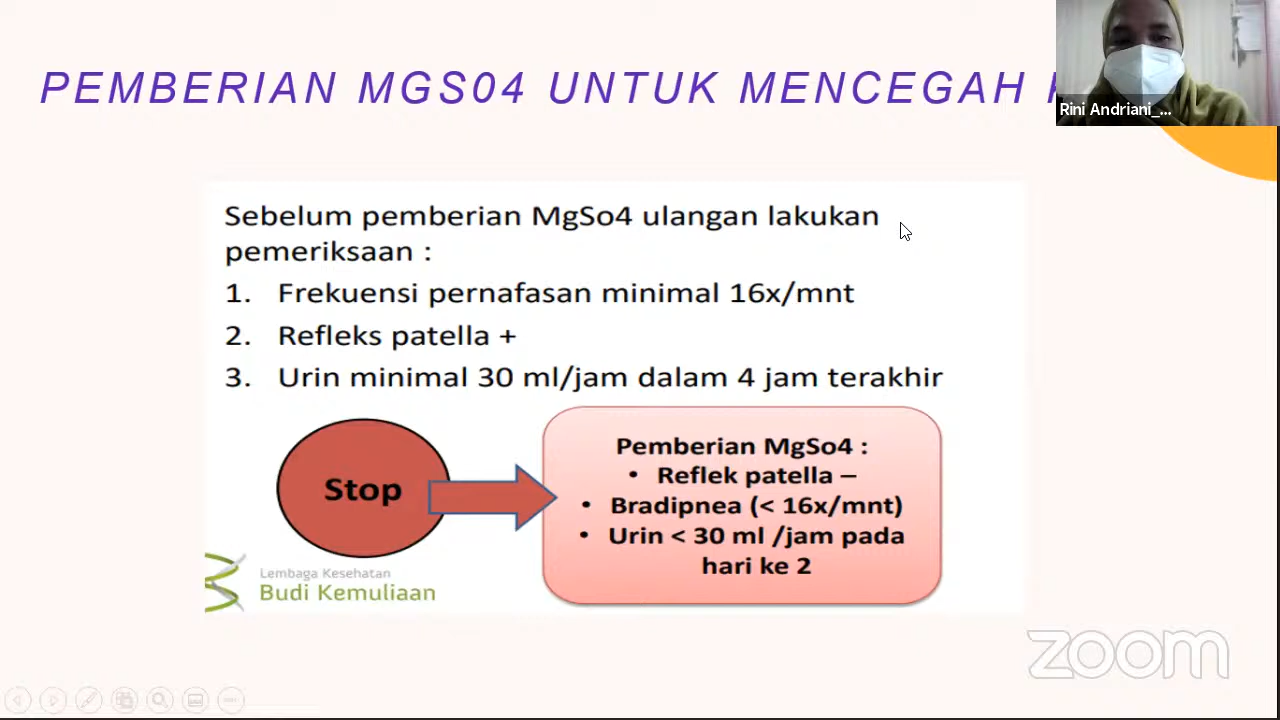 PEMBERIAN MGS04 UNTUK MENCEGAH
Rini Andriani_...
Sebelum pemberian MgSo4 ulangan lakukan
pemeriksaan :
1. Frekuensi pernafasan minimal 16x/mnt
2. Refleks patella +
3. Urin minimal 30 ml/jam dalam 4 jam terakhir
Stop
Pemberian MgSo4 :
• Reflek patella –
• Bradipnea (< 16x/mnt)
• Urin < 30 ml /jam pada
hari ke 2
Lembaga Kesehatan
Budi Kemuliaan
zoom